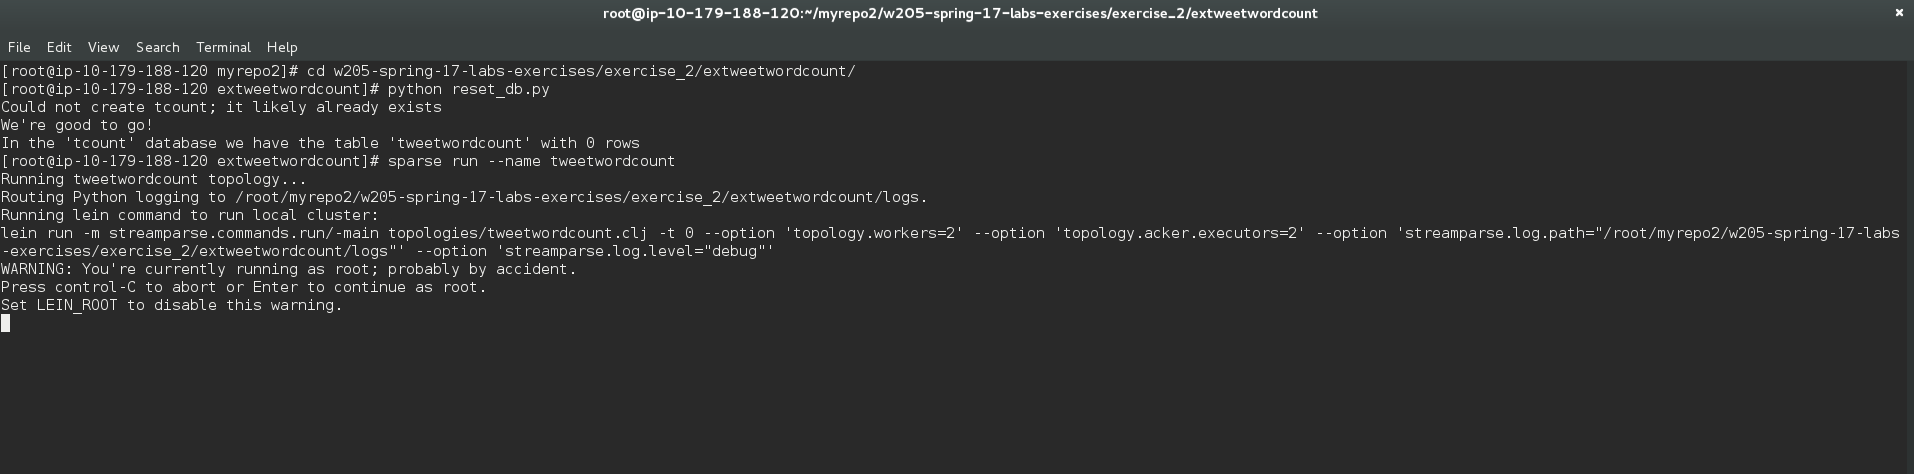 root@ip-10-179-188-120:~/myrepo2/w205-spring-17-labs-exercises/exercise_2/extweetwordcount ×
File Edit View Search Terminal Help
[root@ip-10-179-188-120 myrepo2]# cd w205-spring-17-labs-exercises/exercise_2/extweetwordcount/
[root@ip-10-179-188-120 extweetwordcount]# python reset_db.py
Could not create tcount; it likely already exists
We're good to go!
In the 'tcount' database we have the table 'tweetwordcount' with 0 rows
[root@ip-10-179-188-120 extweetwordcount]# sparse run --name tweetwordcount
Running tweetwordcount topology...
Routing Python logging to /root/myrepo2/w205-spring-17-labs-exercises/exercise_2/extweetwordcount/logs.
Running lein command to run local cluster:
lein run -m streamparse.commands.run/-main topologies/tweetwordcount.clj -t 0 --option 'topology.workers=2' --option 'topology.acker.executors=2' --option 'streamparse.log.path="/root/myrepo2/w205-spring-17-labs
-exercises/exercise_2/extweetwordcount/logs"' --option 'streamparse.log.level="debug"'
WARNING: You're currently running as root; probably by accident.
Press control-C to abort or Enter to continue as root.
Set LEIN_ROOT to disable this warning.